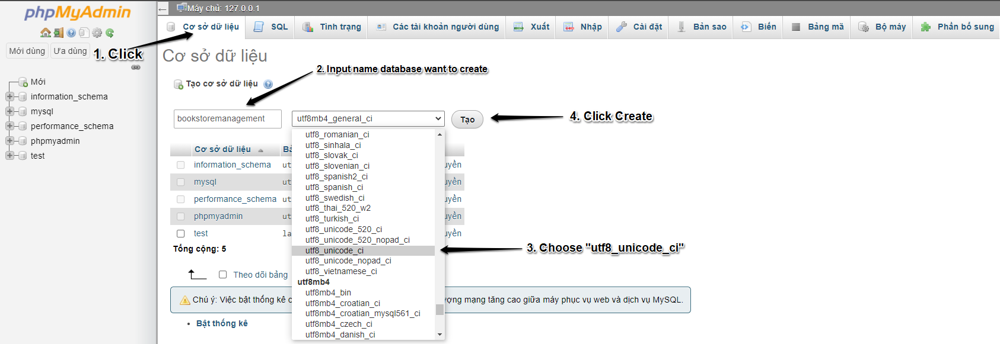 phpMyAdmin
Mới dùng
Ưa dùng
Mới
information_schema
mysql
performance_schema
phpmyadmin
test
1. Click
Máy chủ: 127.0.0.1
Cơ sở dữ liệu
SQL
Tình trạng
Các tài khoản người dùng
Xuất
Nhập
Cài đặt
Bản sao
Biến
Bảng mã
Bộ máy
Phần bổ sung
Cơ sở dữ liệu
2. Input name database want to create
Tạo cơ sở dữ liệu
bookstoremanagement
utf8mb4_general_ci
Tạo
4. Click Create
utf8_romanian_ci
utf8_sinhala_ci
utf8_slovak_ci
utf8_slovenian_ci
utf8_spanish2_ci
utf8_spanish_ci
utf8_swedish_ci
utf8_thai_520_w2
utf8_turkish_ci
utf8_unicode_520_ci
utf8_unicode_520_nopad_ci
utf8_unicode_ci
utf8_unicode_nopad_ci
utf8_vietnamese_ci
utf8mb4
utf8mb4_bin
utf8mb4_croatian_ci
utf8mb4_croatian_mysql561_ci
utf8mb4_czech_ci
utf8mb4_danish_ci
3. Choose "utf8_unicode_ci"
Cơ sở dữ liệu
information_schema ut uyền
mysql ut uyền
performance_schema ut uyền
phpmyadmin ut uyền
test la uyền
Tổng cộng: 5
Theo dõi bảng
Chú ý: Việc bật thống kê c ượng mạng tăng cao giữa máy phục vụ web và dịch vụ MySQL.
Bật thống kê